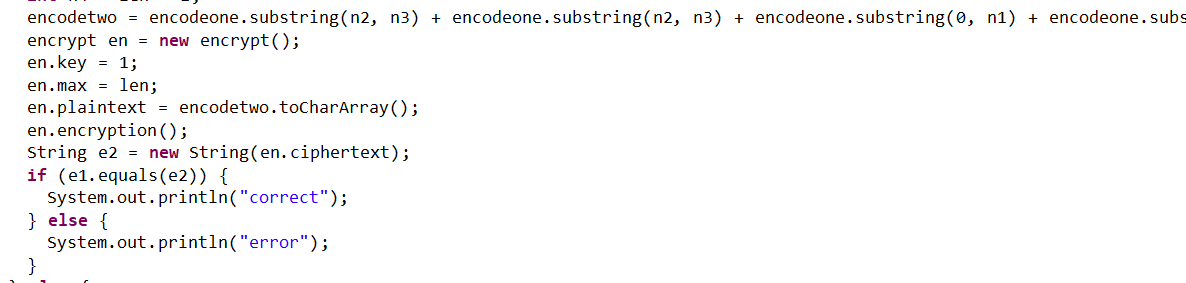 encodetwo = encodeone.substring(n2, n3) + encodeone.substring(n2, n3) + encodeone.substring(0, n1) + encodeone.subs
encrypt en = new encrypt();
en.key = 1;
en.max = len;
en.plaintext = encodetwo.toCharArray();
en.encryption();
String e2 = new String(en.ciphertext);
if (e1.equals(e2)) {
System.out.println("correct");
} else {
System.out.println("error");
}